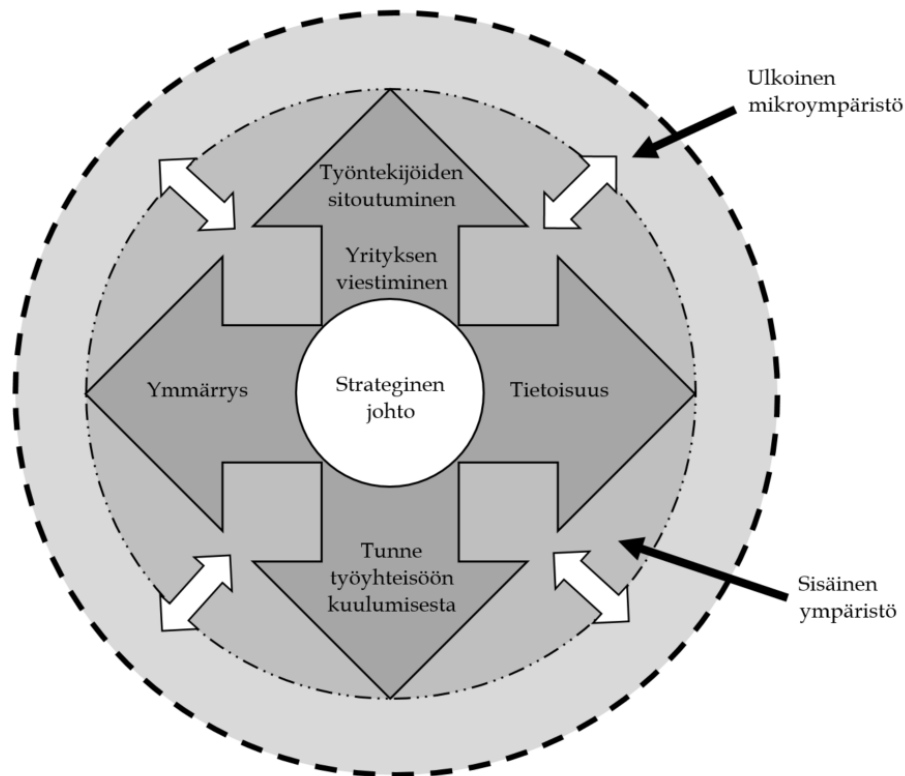 Ulkoinen
mikroympäristö
Työntekijöiden
sitoutuminen
Yrityksen
viestiminen
Ymmärrys
Strateginen
johto
Tietoisuus
Tunne
työyhteisöön
kuulumisesta
Sisäinen
ympäristö